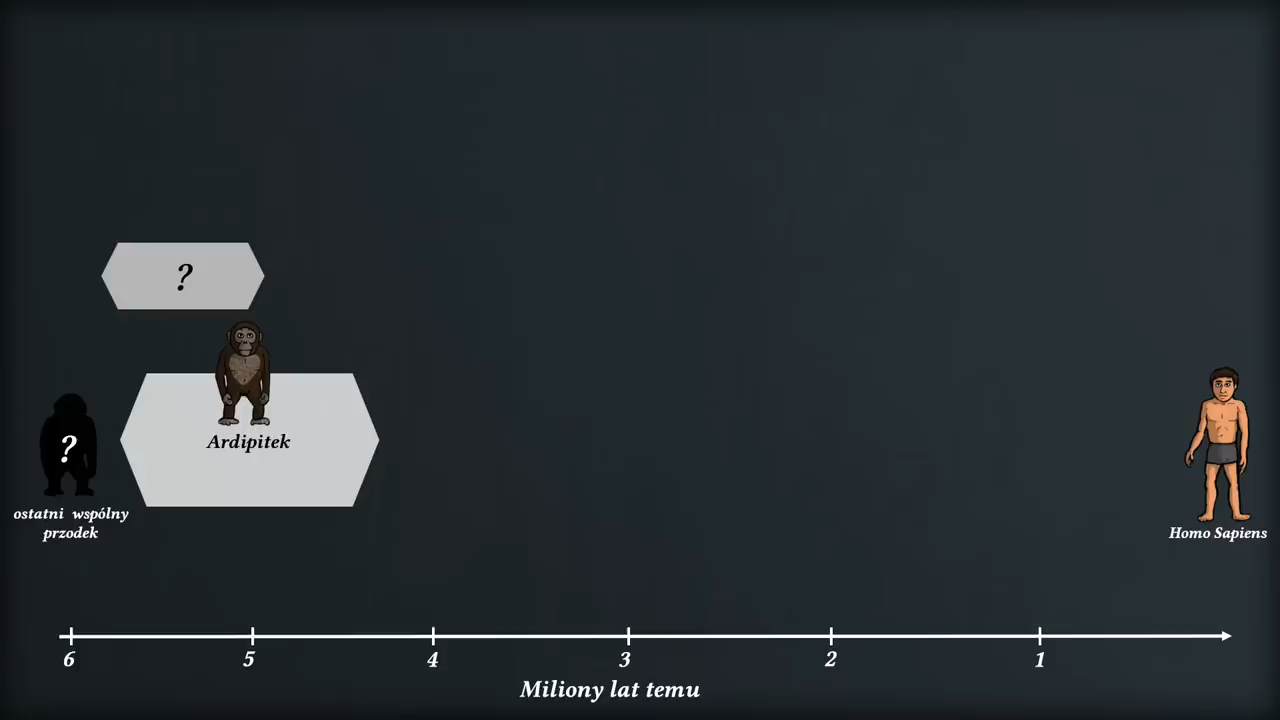 ?
Ardipitek
?
ostatni wspólny
przodek
Homo Sapiens
6 5 4 3 2 1
Miliony lat temu